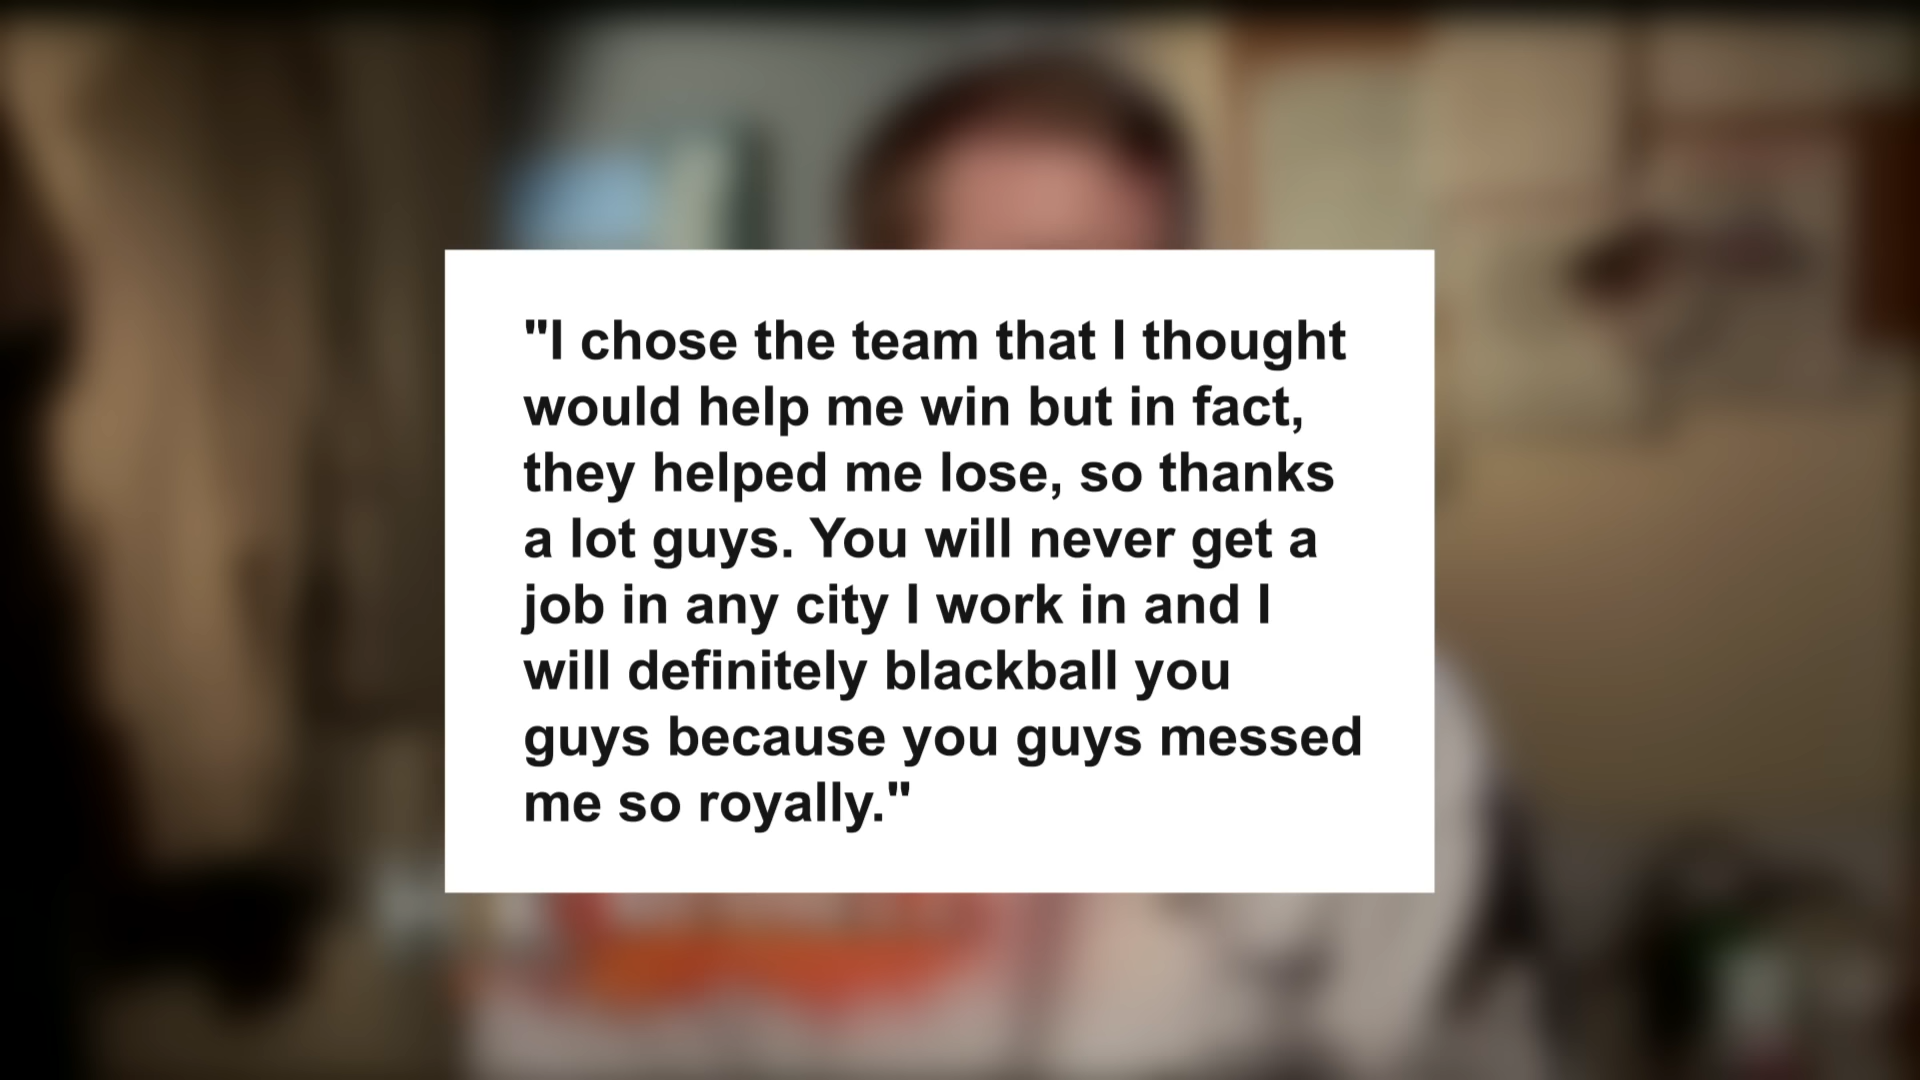 "I chose the team that I thought
would help me win but in fact,
they helped me lose, so thanks
a lot guys. You will never get a
job in any city I work in and I
will definitely blackball you
guys because you guys messed
me so royally."